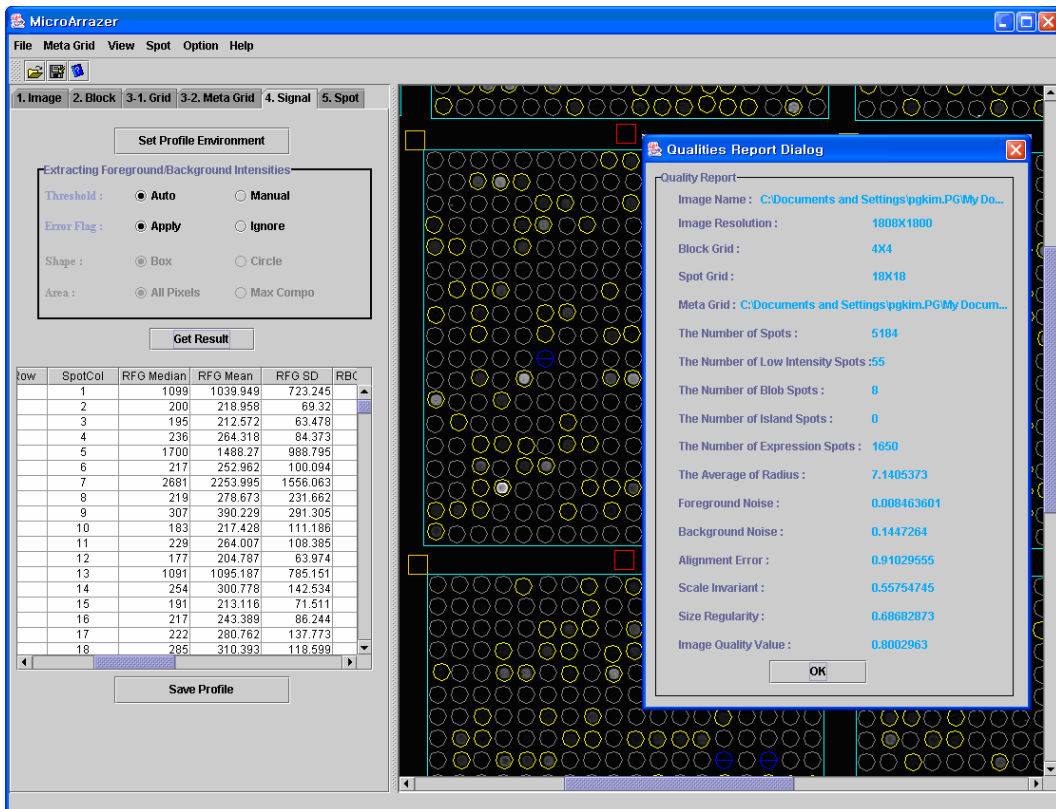 MicroArrazer
File Meta Grid View Spot Option Help
1. Image 2. Block 3-1. Grid 3-2. Meta Grid 4. Signal 5. Spot
Set Profile Environment
Extracting Foreground/Background Intensities
Threshold : Auto Manual
Error Flag : Apply Ignore
Shape : Box Circle
Area : All Pixels Max Compo
Get Result
SpotCol RFG Median RFG Mean RFG SD
1 1099 1039.949 723.245
2 200 218.958 69.32
3 195 212.572 63.478
4 236 264.318 84.373
5 1700 1488.27 988.795
6 217 252.962 100.094
7 2681 2253.995 1556.063
8 219 278.673 231.662
9 307 390.229 291.305
10 183 217.428 111.186
11 229 264.007 108.385
12 177 204.787 63.974
13 1091 1095.187 785.151
14 254 300.778 142.534
15 191 213.116 71.511
16 217 243.389 86.244
17 222 280.762 137.773
18 285 310.393 118.599
Save Profile
Qualities Report Dialog
Quality Report
Image Name : C:\Documents and Settings\pgkim.PG\My Do...
Image Resolution : 1808X1800
Block Grid : 4X4
Spot Grid : 18X18
Meta Grid : C:\Documents and Settings\pgkim.PG\My Docum...
The Number of Spots : 5184
The Number of Low Intensity Spots : 55
The Number of Blob Spots : 8
The Number of Island Spots : 0
The Number of Expression Spots : 1650
The Average of Radius : 7.1405373
Foreground Noise : 0.008463601
Background Noise : 0.1447264
Alignment Error : 0.91029555
Scale Invariant : 0.55754745
Size Regularity : 0.68682873
Image Quality Value : 0.8002963
OK